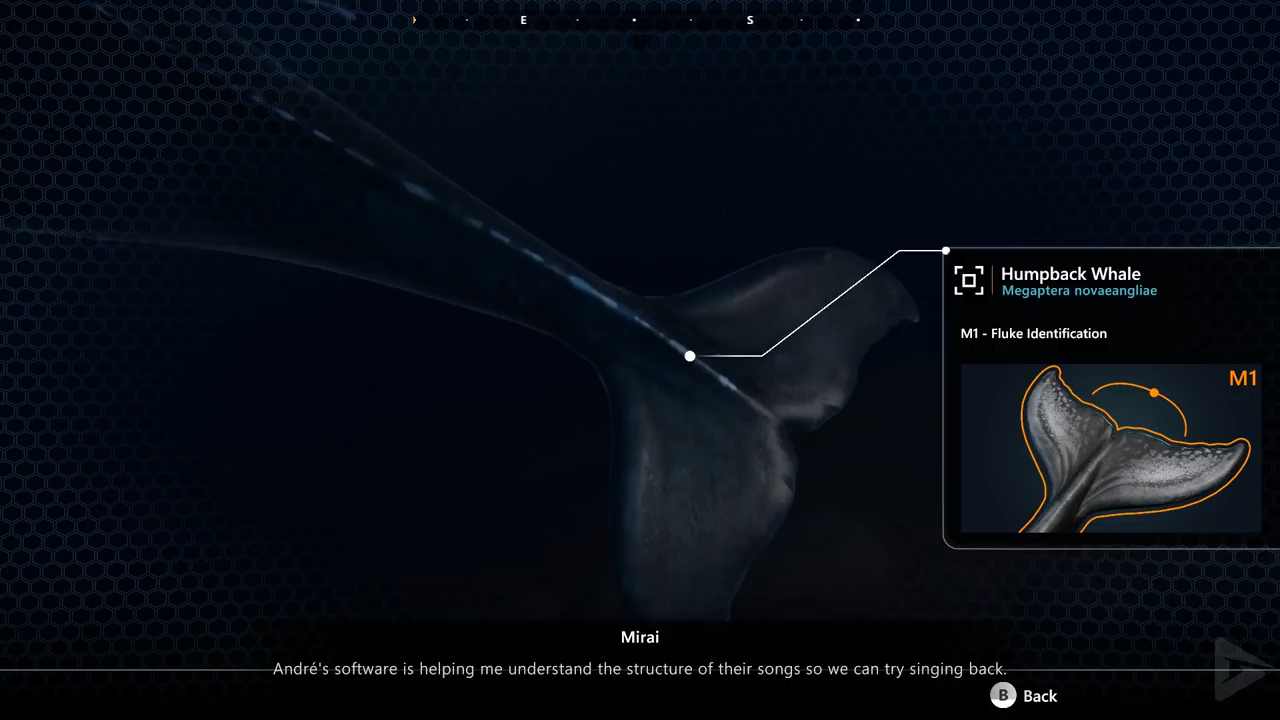 E
S
Humpback Whale
Megaptera novaeangliae
M1 - Fluke Identification
M1
Mirai
André's software is helping me understand the structure of their songs so we can try singing back.
B Back